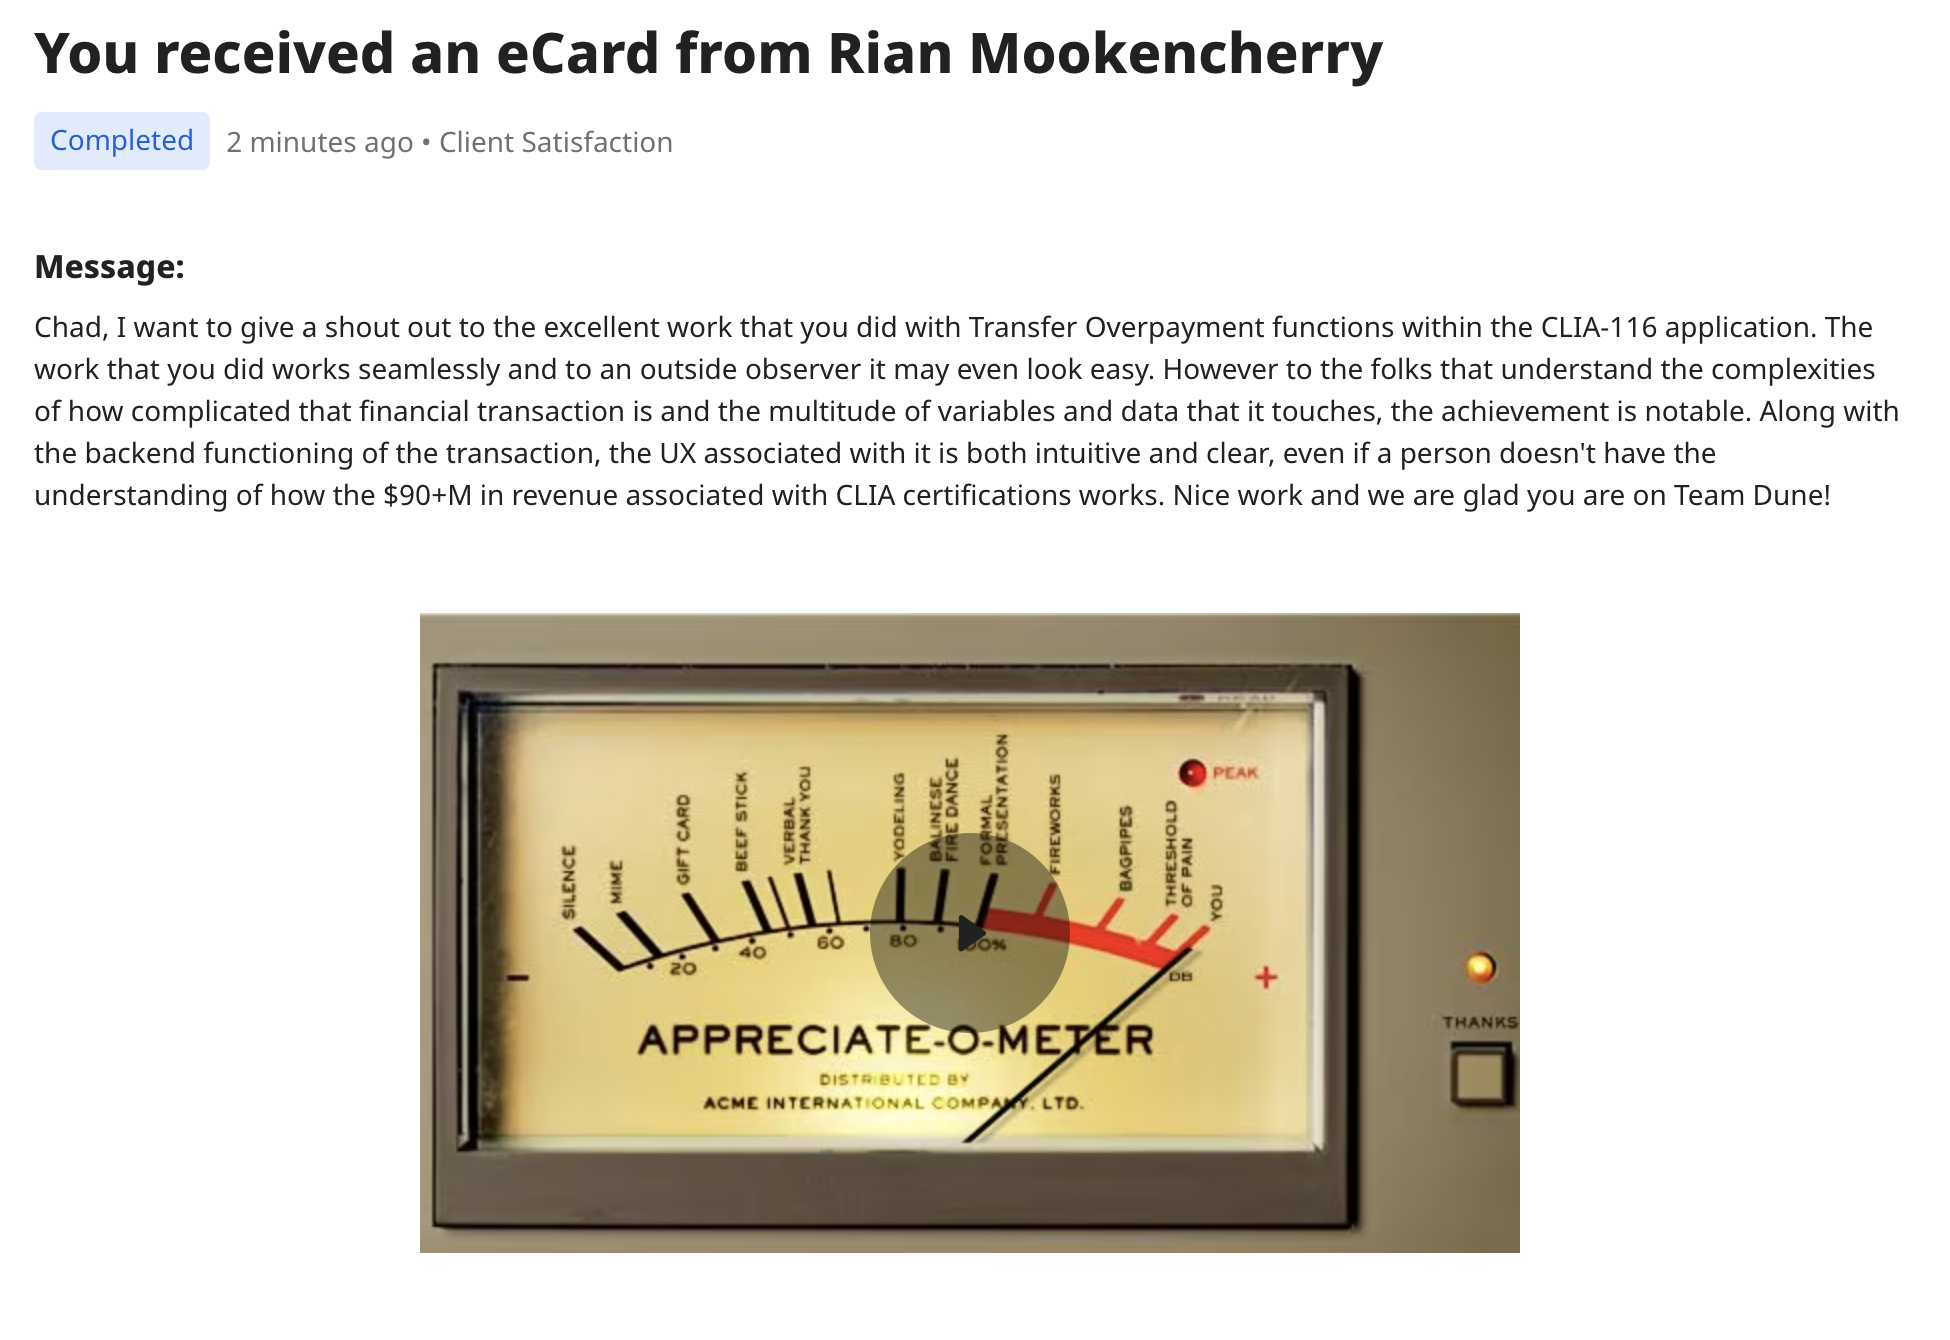 You received an eCard from Rian Mookencherry
Completed 2 minutes ago • Client Satisfaction
Message:
Chad, I want to give a shout out to the excellent work that you did with Transfer Overpayment functions within the CLIA-116 application. The
work that you did works seamlessly and to an outside observer it may even look easy. However to the folks that understand the complexities
of how complicated that financial transaction is and the multitude of variables and data that it touches, the achievement is notable. Along with
the backend functioning of the transaction, the UX associated with it is both intuitive and clear, even if a person doesn't have the
understanding of how the $90+M in revenue associated with CLIA certifications works. Nice work and we are glad you are on Team Dune!
SILENCE
MIME
GIFT CARD
BEEF STICK
VERBAL
THANK YOU
YODELING
BALINESE
FIRE DANCE
FORMAL
PRESENTATION
FIREWORKS
BAGPIPES
THRESHOLD
OF PAIN
YOU
PEAK
20 40 60 80 100%
DB
- +
APPRECIATE-O-METER
DISTRIBUTED BY
ACME INTERNATIONAL COMPANY, LTD.
THANKS